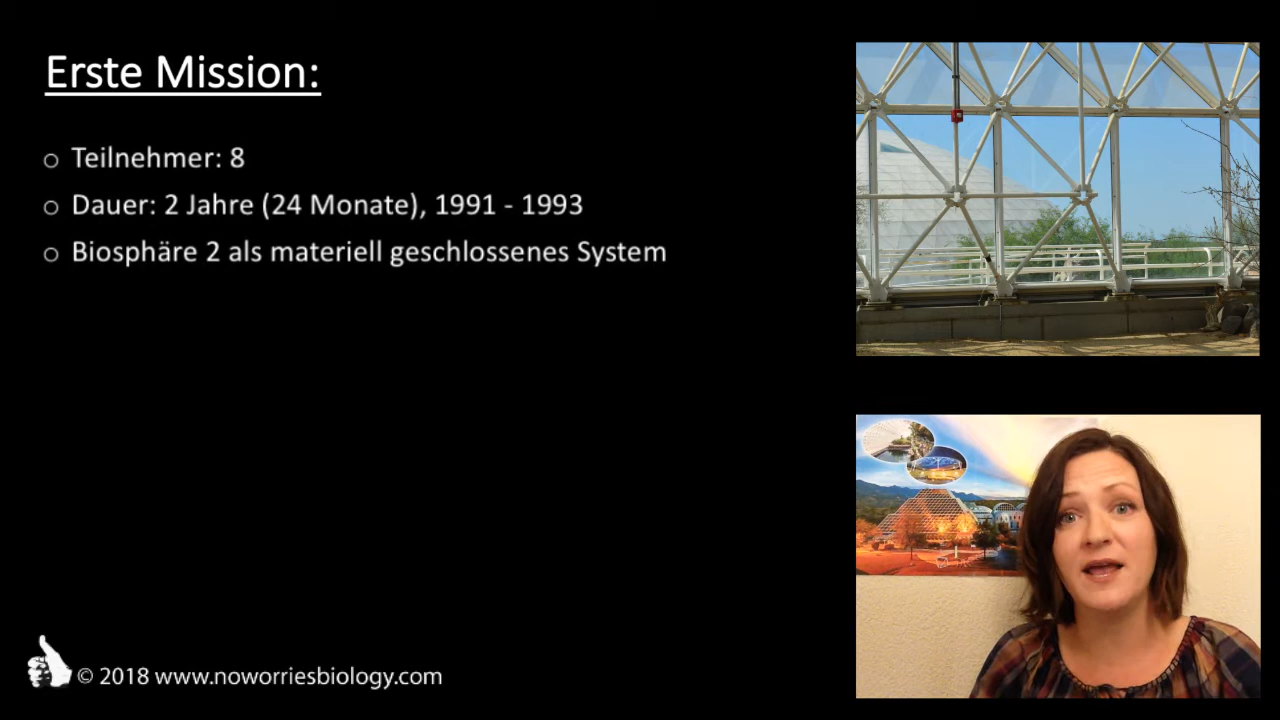 Erste Mission:
Teilnehmer: 8
Dauer: 2 Jahre (24 Monate), 1991 - 1993
Biosphäre 2 als materiell geschlossenes System
© 2018 www.noworriesbiology.com